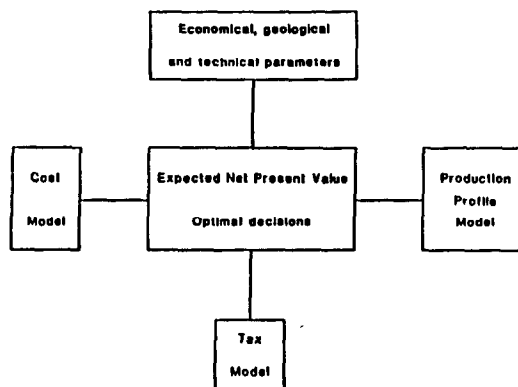 Economical, geological
and technical parameters
Cost
Model
Expected Net Present Value
Optimal decisions
Production
Profile
Model
Tax
Model